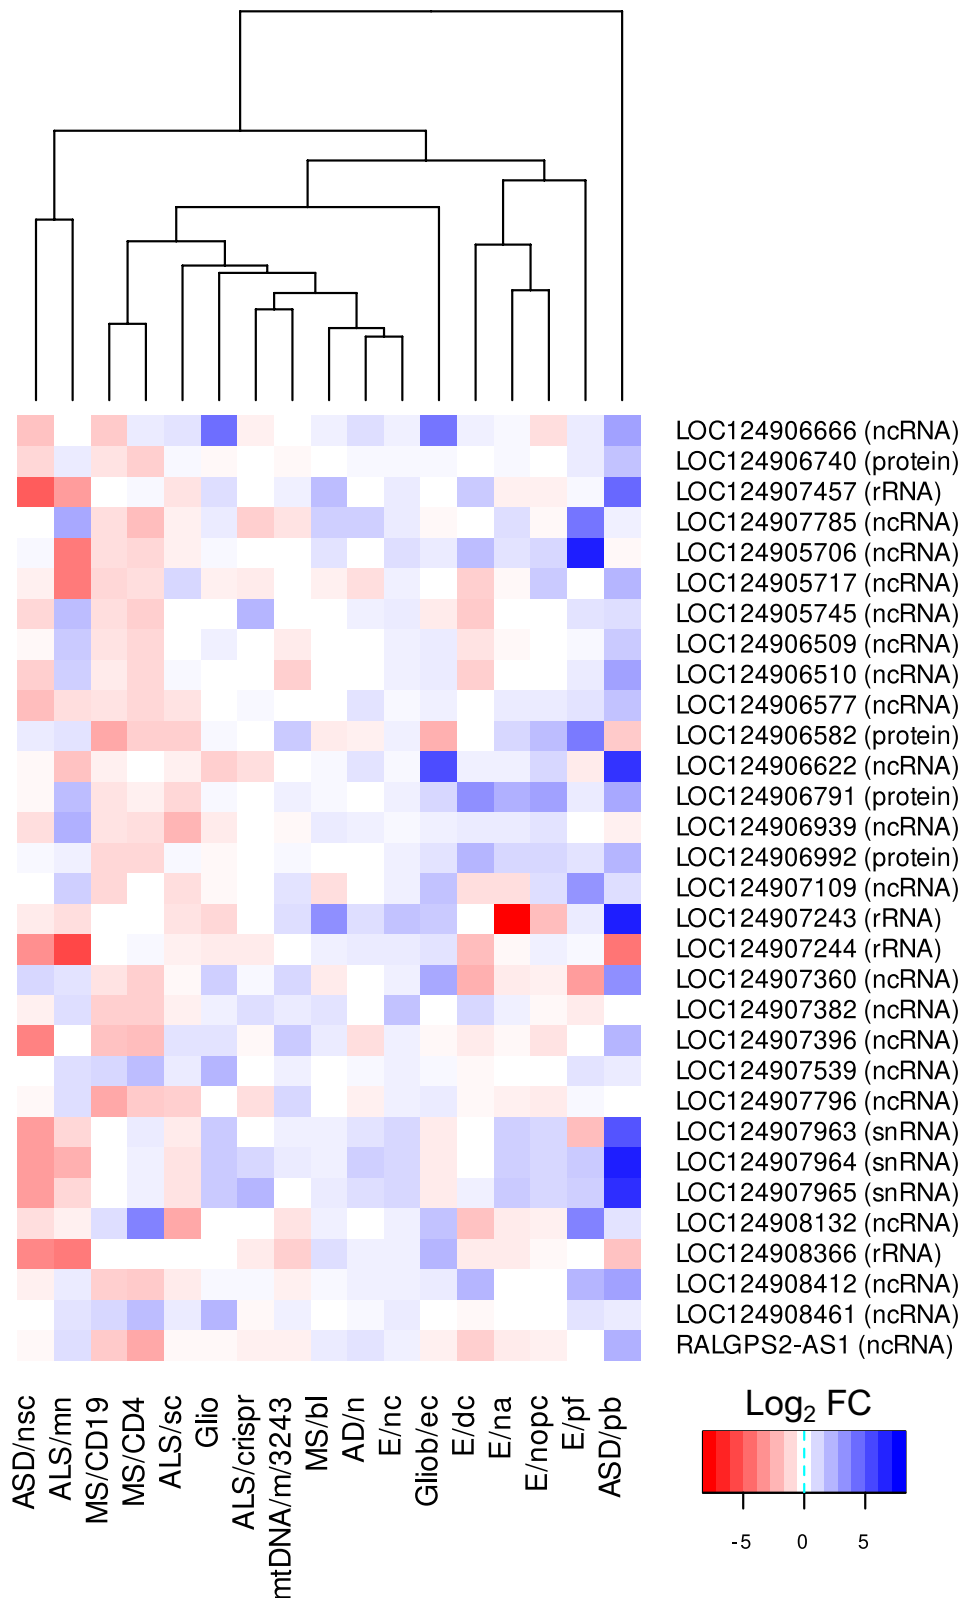 LOC124906666 (ncRNA)
LOC124906740 (protein)
LOC124907457 (rRNA)
LOC124907785 (ncRNA)
LOC124905706 (ncRNA)
LOC124905717 (ncRNA)
LOC124905745 (ncRNA)
LOC124906509 (ncRNA)
LOC124906510 (ncRNA)
LOC124906577 (ncRNA)
LOC124906582 (protein)
LOC124906622 (ncRNA)
LOC124906791 (protein)
LOC124906939 (ncRNA)
LOC124906992 (protein)
LOC124907109 (ncRNA)
LOC124907243 (rRNA)
LOC124907244 (rRNA)
LOC124907360 (ncRNA)
LOC124907382 (ncRNA)
LOC124907396 (ncRNA)
LOC124907539 (ncRNA)
LOC124907796 (ncRNA)
LOC124907963 (snRNA)
LOC124907964 (snRNA)
LOC124907965 (snRNA)
LOC124908132 (ncRNA)
LOC124908366 (rRNA)
LOC124908412 (ncRNA)
LOC124908461 (ncRNA)
RALGPS2-AS1 (ncRNA)
ASD/nsc
ALS/mn
MS/CD19
MS/CD4
ALS/sc
Glio
ALS/crispr
mtDNA/m/3243
MS/bl
AD/n
E/nc
Gliob/ec
E/dc
E/na
E/nopc
E/pf
ASD/pb
Log2 FC
-5 0 5